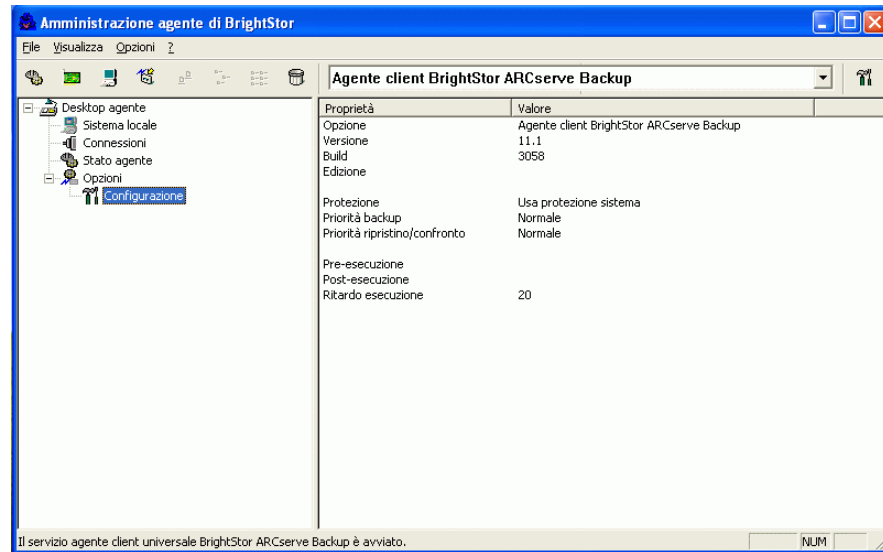 Amministrazione agente di BrightStor
File Visualizza Opzioni ?
Agente client BrightStor ARCserve Backup
Desktop agente
Sistema locale
Connessioni
Stato agente
Opzioni
Configurazione
Proprietà Valore
Opzione Agente client BrightStor ARCserve Backup
Versione 11.1
Build 3058
Edizione
Protezione Usa protezione sistema
Priorità backup Normale
Priorità ripristino/confronto Normale
Pre-esecuzione
Post-esecuzione
Ritardo esecuzione 20
Il servizio agente client universale BrightStor ARCserve Backup è avviato. NUM